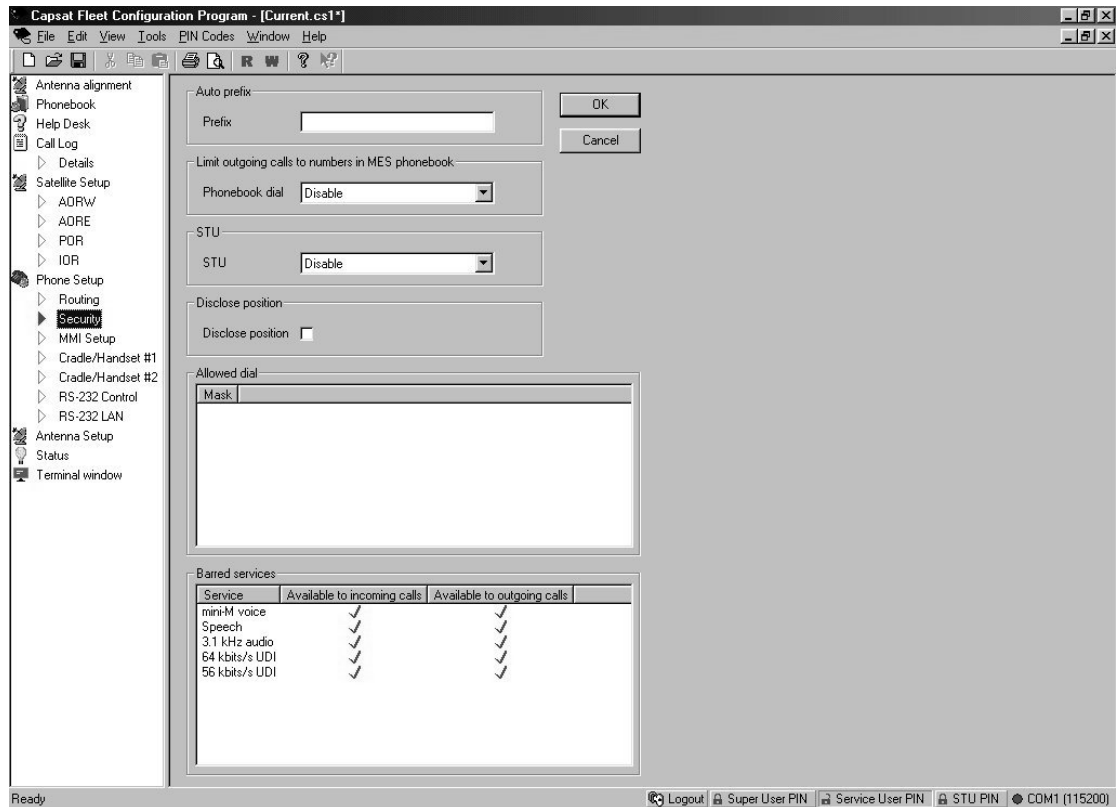 Capsat Fleet Configuration Program - [Current.cs1*]
File Edit View Tools PIN Codes Window Help
R W
Antenna alignment
Phonebook
Help Desk
Call Log
Details
Satellite Setup
AORW
AORE
POR
IOR
Phone Setup
Routing
Security
MMI Setup
Cradle/Handset #1
Cradle/Handset #2
RS-232 Control
RS-232 LAN
Antenna Setup
Status
Terminal window
Auto prefix
Prefix
OK
Cancel
Limit outgoing calls to numbers in MES phonebook
Phonebook dial Disable
STU
STU Disable
Disclose position
Disclose position
Allowed dial
Mask
Barred services
Service Available to incoming calls Available to outgoing calls
mini-M voice
Speech
3.1 kHz audio
64 kbits/s UDI
56 kbits/s UDI
Ready Logout Super User PIN Service User PIN STU PIN COM1 (115200)